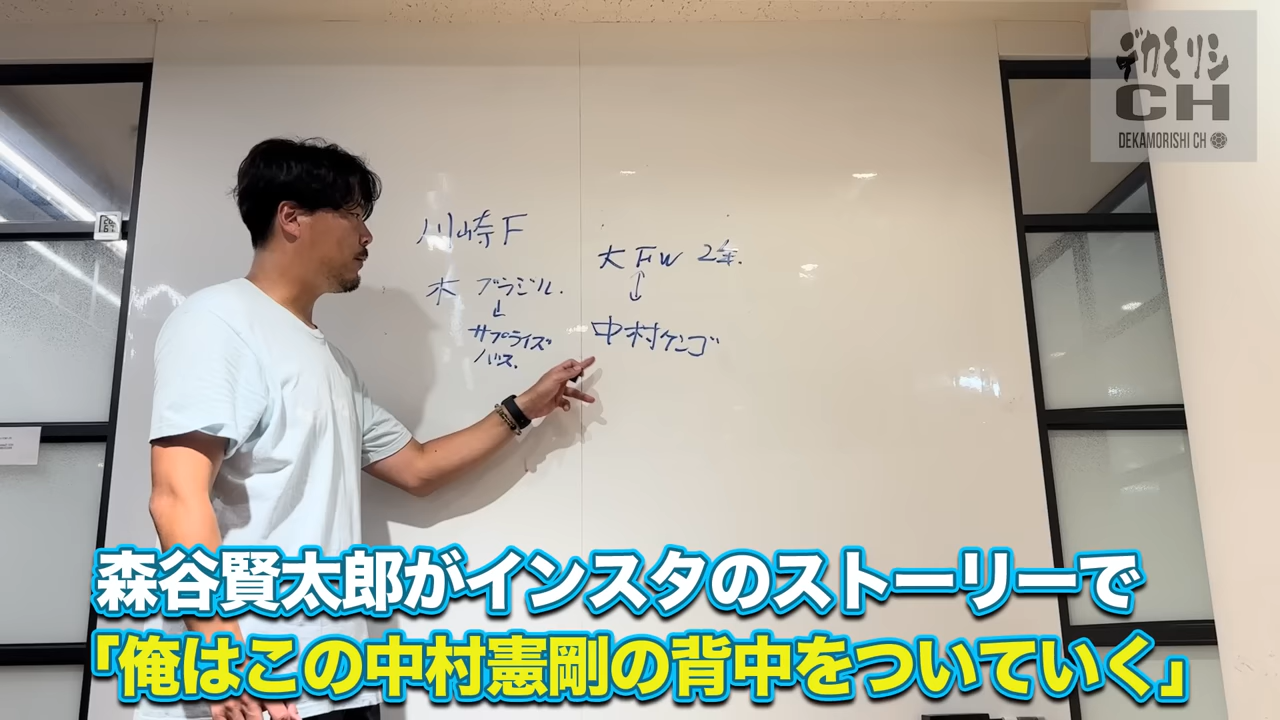 デカモリシ
CH
DEKAMORISHI CH
川崎F
大FW 2年.
木 ブラジル.
↓
サプライズ
バス.
↕
中村ケンゴ
森谷賢太郎がインスタのストーリーで
「俺はこの中村憲剛の背中をついていく」